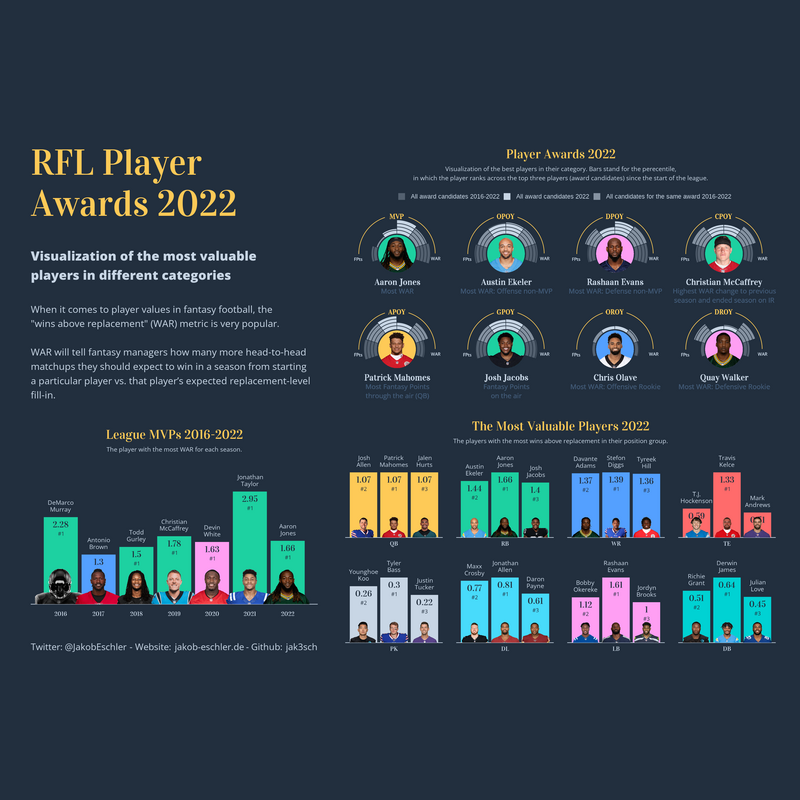 RFL Player
Awards 2022
Visualization of the most valuable
players in different categories
When it comes to player values in fantasy football, the
"wins above replacement" (WAR) metric is very popular.
WAR will tell fantasy managers how many more head-to-head
matchups they should expect to win in a season from starting
a particular player vs. that player's expected replacement-level
fill-in.
League MVPs 2016-2022
The player with the most WAR for each season.
DeMarco
Murray
2.28
#1
Antonio
Brown
1.3
Todd
Gurley
1.5
#1
Christian
McCaffrey
1.78
#1
Devin
White
1.63
#1
Jonathan
Taylor
2.95
#1
Aaron
Jones
1.66
#1
2016
2017
2018
2019
2020
2021
2022
Twitter: @JakobEschler - Website: jakob-eschler.de - Github: jak3sch
Player Awards 2022
Visualization of the best players in their category. Bars stand for the perecentile,
in which the player ranks across the top three players (award candidates) since the start of the league.
All award candidates 2016-2022
All award candidates 2022
All candidates for the same award 2016-2022
MVP
FPts
WAR
Aaron Jones
Most WAR
OPOY
FPts
WAR
Austin Ekeler
Most WAR: Offense non-MVP
DPOY
FPts
WAR
Rashaan Evans
Most WAR: Defense non-MVP
CPOY
FPts
WAR
Christian McCaffrey
Highest WAR change to previous
season and ended season on IR
APOY
FPts
WAR
Patrick Mahomes
Most Fantasy Points
through the air (QB)
GPOY
FPts
WAR
Josh Jacobs
Fantasy Points
on the air
OROY
FPts
WAR
Chris Olave
Most WAR: Offensive Rookie
DROY
FPts
WAR
Quay Walker
Most WAR: Defensive Rookie
The Most Valuable Players 2022
The players with the most wins above replacement in their position group.
Josh
Allen
1.07
#2
Patrick
Mahomes
1.07
#1
Jalen
Hurts
1.07
#3
QB
Austin
Ekeler
1.44
#2
Aaron
Jones
1.66
#1
Josh
Jacobs
1.4
#3
RB
Davante
Adams
1.37
#2
Stefon
Diggs
1.39
#1
Tyreek
Hill
1.36
#3
WR
T.J.
Hockenson
Travis
Kelce
1.33
#1
Mark
Andrews
TE
Younghoe
Koo
0.26
#2
Tyler
Bass
0.3
#1
Justin
Tucker
0.22
#3
PK
Maxx
Crosby
0.77
#2
Jonathan
Allen
0.81
#1
Daron
Payne
0.61
#3
DL
Bobby
Okereke
1.12
#2
Rashaan
Evans
1.61
#1
Jordyn
Brooks
1
#3
LB
Richie
Grant
0.51
#2
Derwin
James
0.64
#1
Julian
Love
0.45
#3
DB